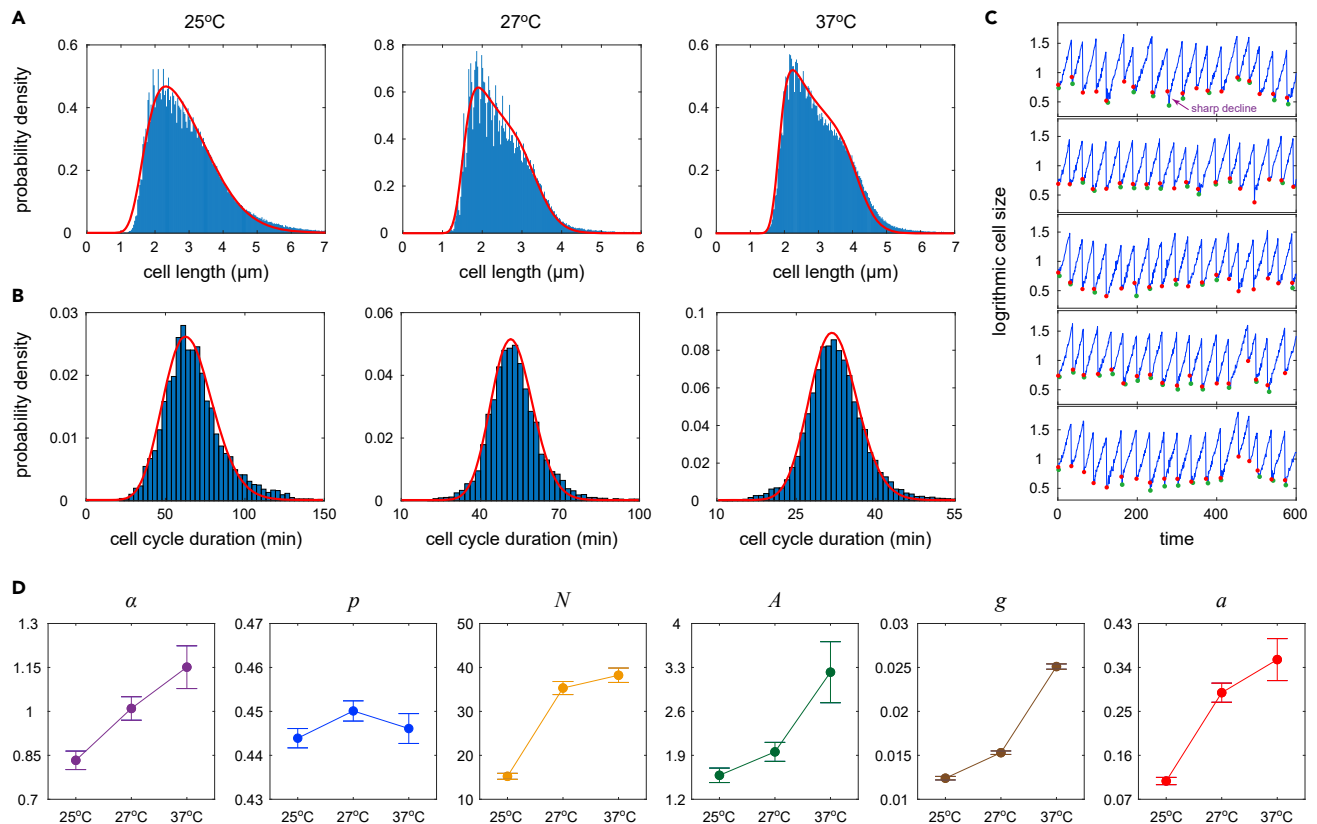 A
25ºC
27ºC
37ºC
C
0.6
0.4
0.2
0
0 1 2 3 4 5 6 7
0.8
0.6
0.4
0.2
0
0 2 4 6
0.6
0.4
0.2
0
0 1 2 3 4 5 6 7
probability density
cell length (μm)
cell length (μm)
cell length (μm)
B
0.03
0.02
0.01
0
0 50 100 150
0.06
0.04
0.02
0
10 40 70 100
0.1
0.08
0.06
0.04
0.02
0
10 25 40 55
probability density
cell cycle duration (min)
cell cycle duration (min)
cell cycle duration (min)
logrithmic cell size
1.5
1
0.5
sharp decline
1.5
1
0.5
1.5
1
0.5
1.5
1
0.5
1.5
1
0.5
0 200 400 600
time
D
α
p
N
A
g
a
1.3
1.15
1
0.85
0.7
25ºC 27ºC 37ºC
0.47
0.46
0.45
0.44
0.43
25ºC 27ºC 37ºC
50
40
30
20
10
25ºC 27ºC 37ºC
4
3.3
2.6
1.9
1.2
25ºC 27ºC 37ºC
0.03
0.025
0.02
0.015
0.01
25ºC 27ºC 37ºC
0.43
0.34
0.25
0.16
0.07
25ºC 27ºC 37ºC